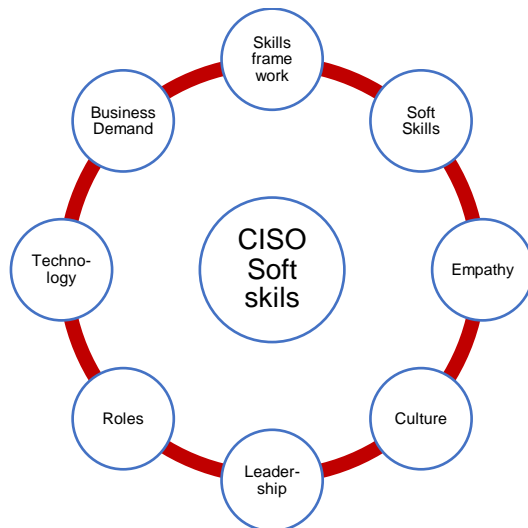 Skills
frame
work
Soft
Skills
Empathy
Culture
Leader-
ship
Roles
Techno-
logy
Business
Demand
CISO
Soft
skils